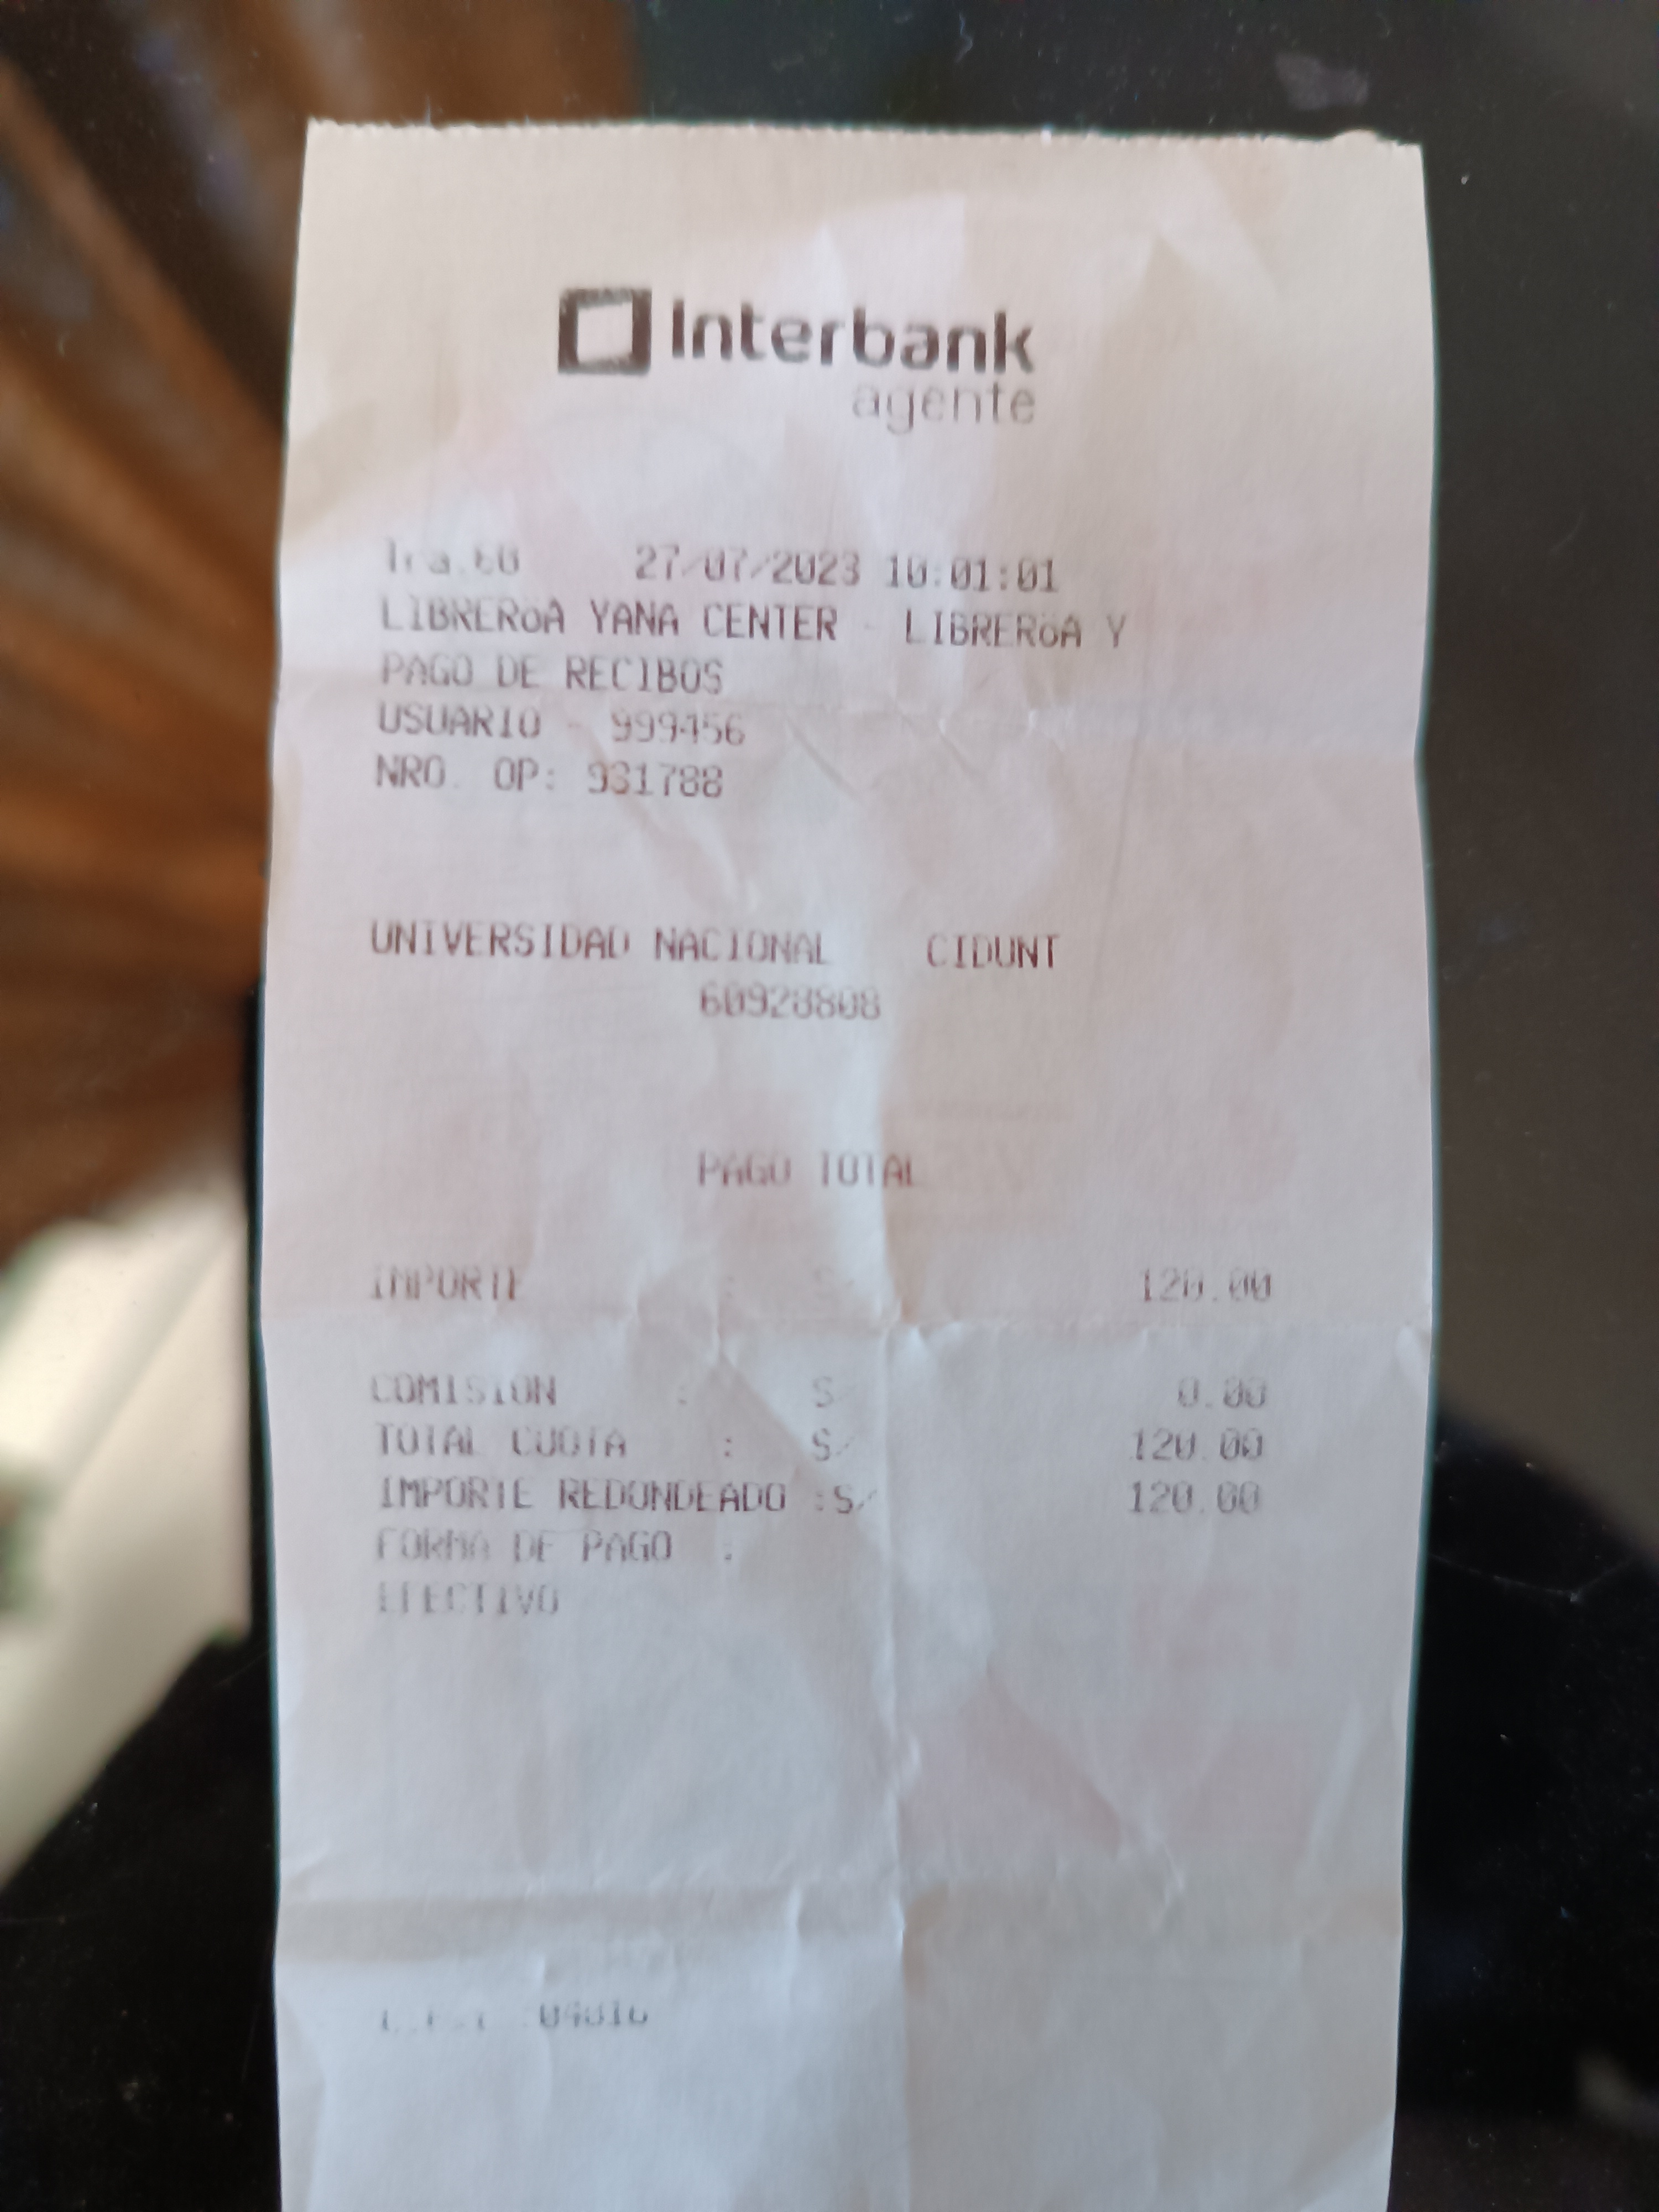 Interbank
agente
Tra.60 27/07/2023 10:01:01
LIBRERöA YANA CENTER - LIBRERöA Y
PAGO DE RECIBOS
USUARIO - 999456
NRO. OP: 931788
UNIVERSIDAD NACIONAL CIDUNT
60928808
PAGO TOTAL
IMPORTE : S/ 120.00
COMISION : S/ 0.00
TOTAL CUOTA : S/ 120.00
IMPORTE REDONDEADO :S/ 120.00
FORMA DE PAGO :
EFECTIVO